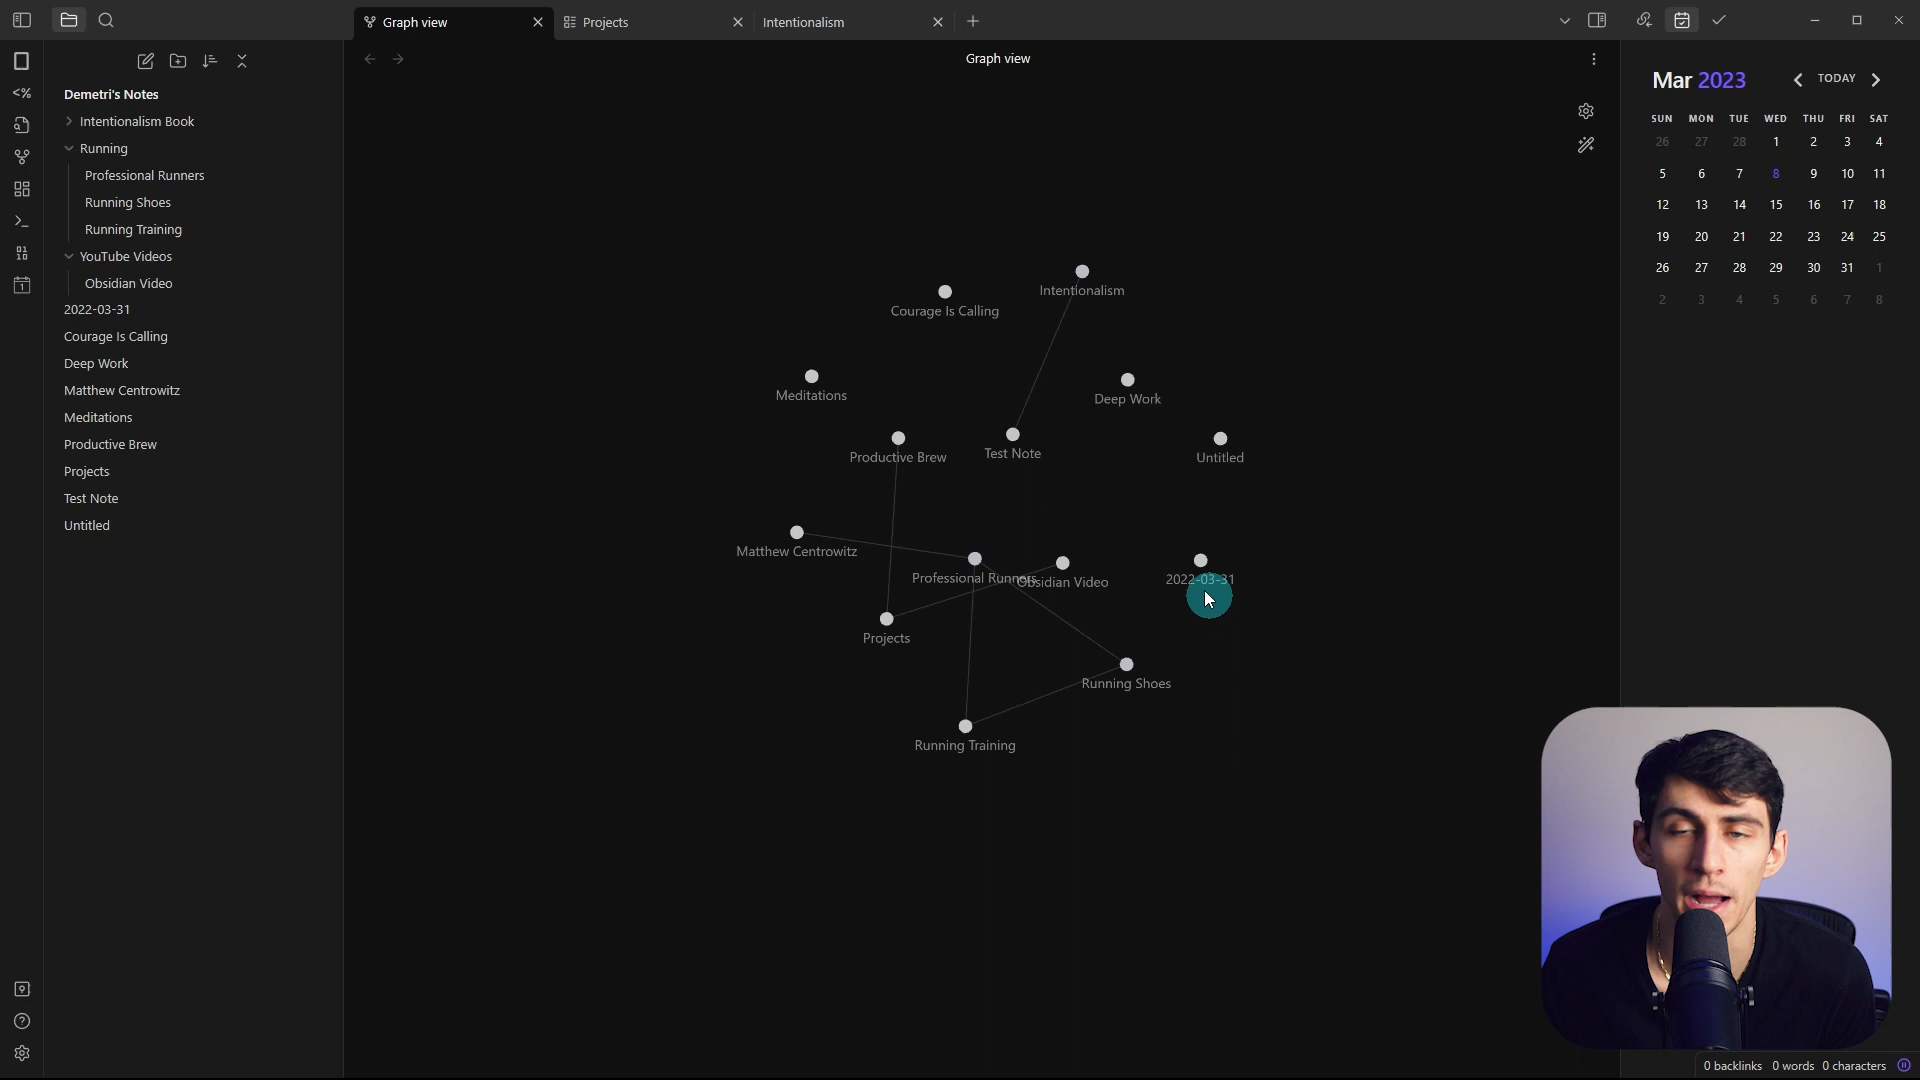 Graph view
Projects
Intentionalism
Graph view
Demetri's Notes
Intentionalism Book
Running
Professional Runners
Running Shoes
Running Training
YouTube Videos
Obsidian Video
2022-03-31
Courage Is Calling
Deep Work
Matthew Centrowitz
Meditations
Productive Brew
Projects
Test Note
Untitled
Intentionalism
Courage Is Calling
Meditations
Deep Work
Productive Brew
Test Note
Untitled
Matthew Centrowitz
Professional Runners
Obsidian Video
2022-03-31
Projects
Running Shoes
Running Training
Mar 2023
TODAY
SUN MON TUE WED THU FRI SAT
26 27 28 1 2 3 4
5 6 7 8 9 10 11
12 13 14 15 16 17 18
19 20 21 22 23 24 25
26 27 28 29 30 31 1
2 3 4 5 6 7 8
0 backlinks 0 words 0 characters